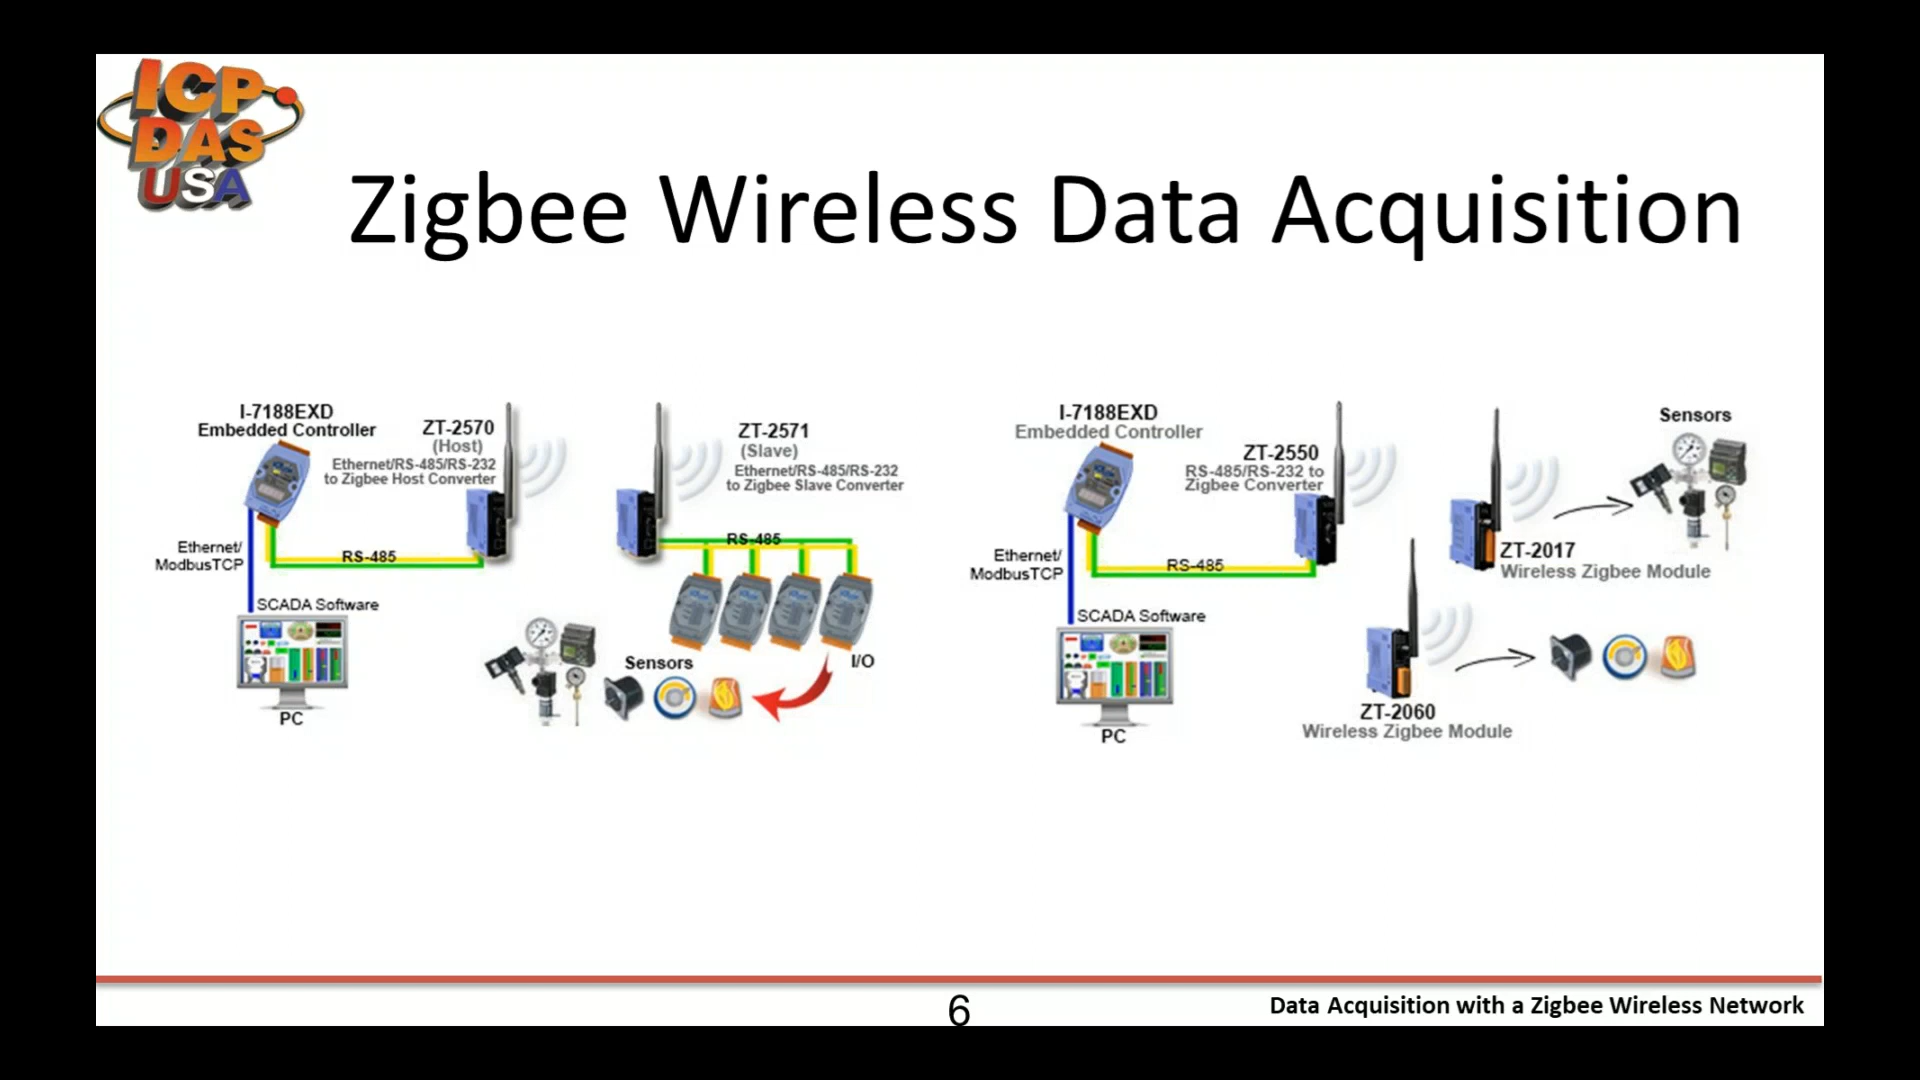 ICP
DAS
USA
Zigbee Wireless Data Acquisition
I-7188EXD
Embedded Controller
ZT-2570
(Host)
Ethernet/RS-485/RS-232
to Zigbee Host Converter
ZT-2571
(Slave)
Ethernet/RS-485/RS-232
to Zigbee Slave Converter
RS-485
Ethernet/
ModbusTCP
RS-485
SCADA Software
PC
Sensors
I/O
I-7188EXD
Embedded Controller
ZT-2550
RS-485/RS-232 to
Zigbee Converter
Sensors
Ethernet/
ModbusTCP
RS-485
ZT-2017
Wireless Zigbee Module
SCADA Software
PC
ZT-2060
Wireless Zigbee Module
6
Data Acquisition with a Zigbee Wireless Network